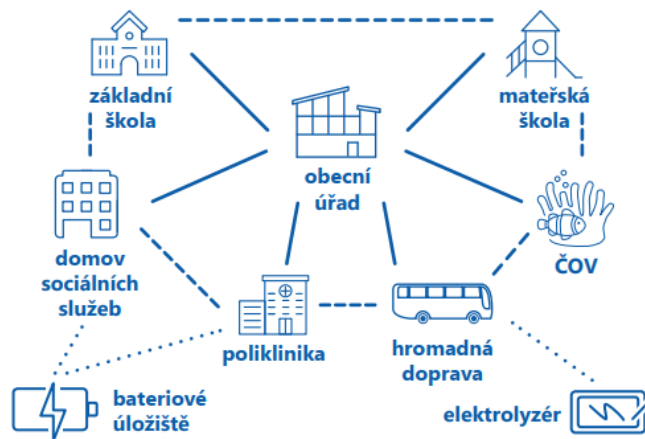 základní
škola
mateřská
škola
obecní
úřad
domov
sociálních
služeb
ČOV
poliklinika
hromadná
doprava
bateriové
úložiště
elektrolyzér